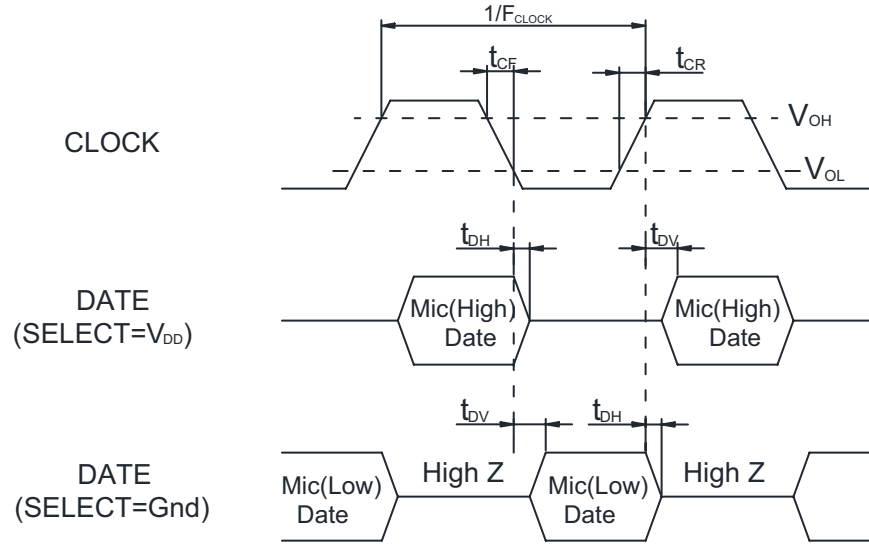 1/FCLOCK
tCF
tCR
CLOCK
VOH
VOL
tDH
tDV
DATE
(SELECT=VDD)
Mic(High)
Date
Mic(High)
Date
tDV
tDH
DATE
(SELECT=Gnd)
Mic(Low)
Date
High Z
Mic(Low)
Date
High Z